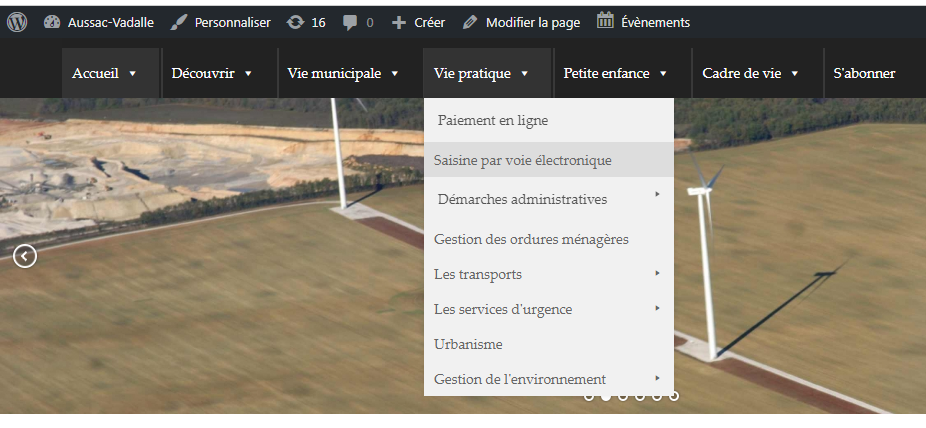 Aussac-Vadalle Personnaliser 16 0 Créer Modifier la page Évènements
Accueil Découvrir Vie municipale Vie pratique Petite enfance Cadre de vie S'abonner
Paiement en ligne
Saisine par voie électronique
Démarches administratives
Gestion des ordures ménagères
Les transports
Les services d'urgence
Urbanisme
Gestion de l'environnement